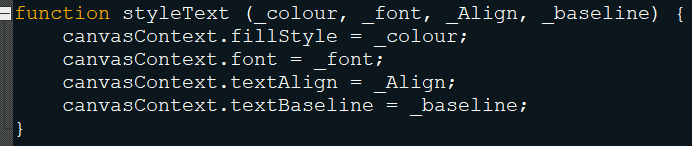 function styleText (_colour, _font, _Align, _baseline) {
    canvasContext.fillStyle = _colour;
    canvasContext.font = _font;
    canvasContext.textAlign = _Align;
    canvasContext.textBaseline = _baseline;
}